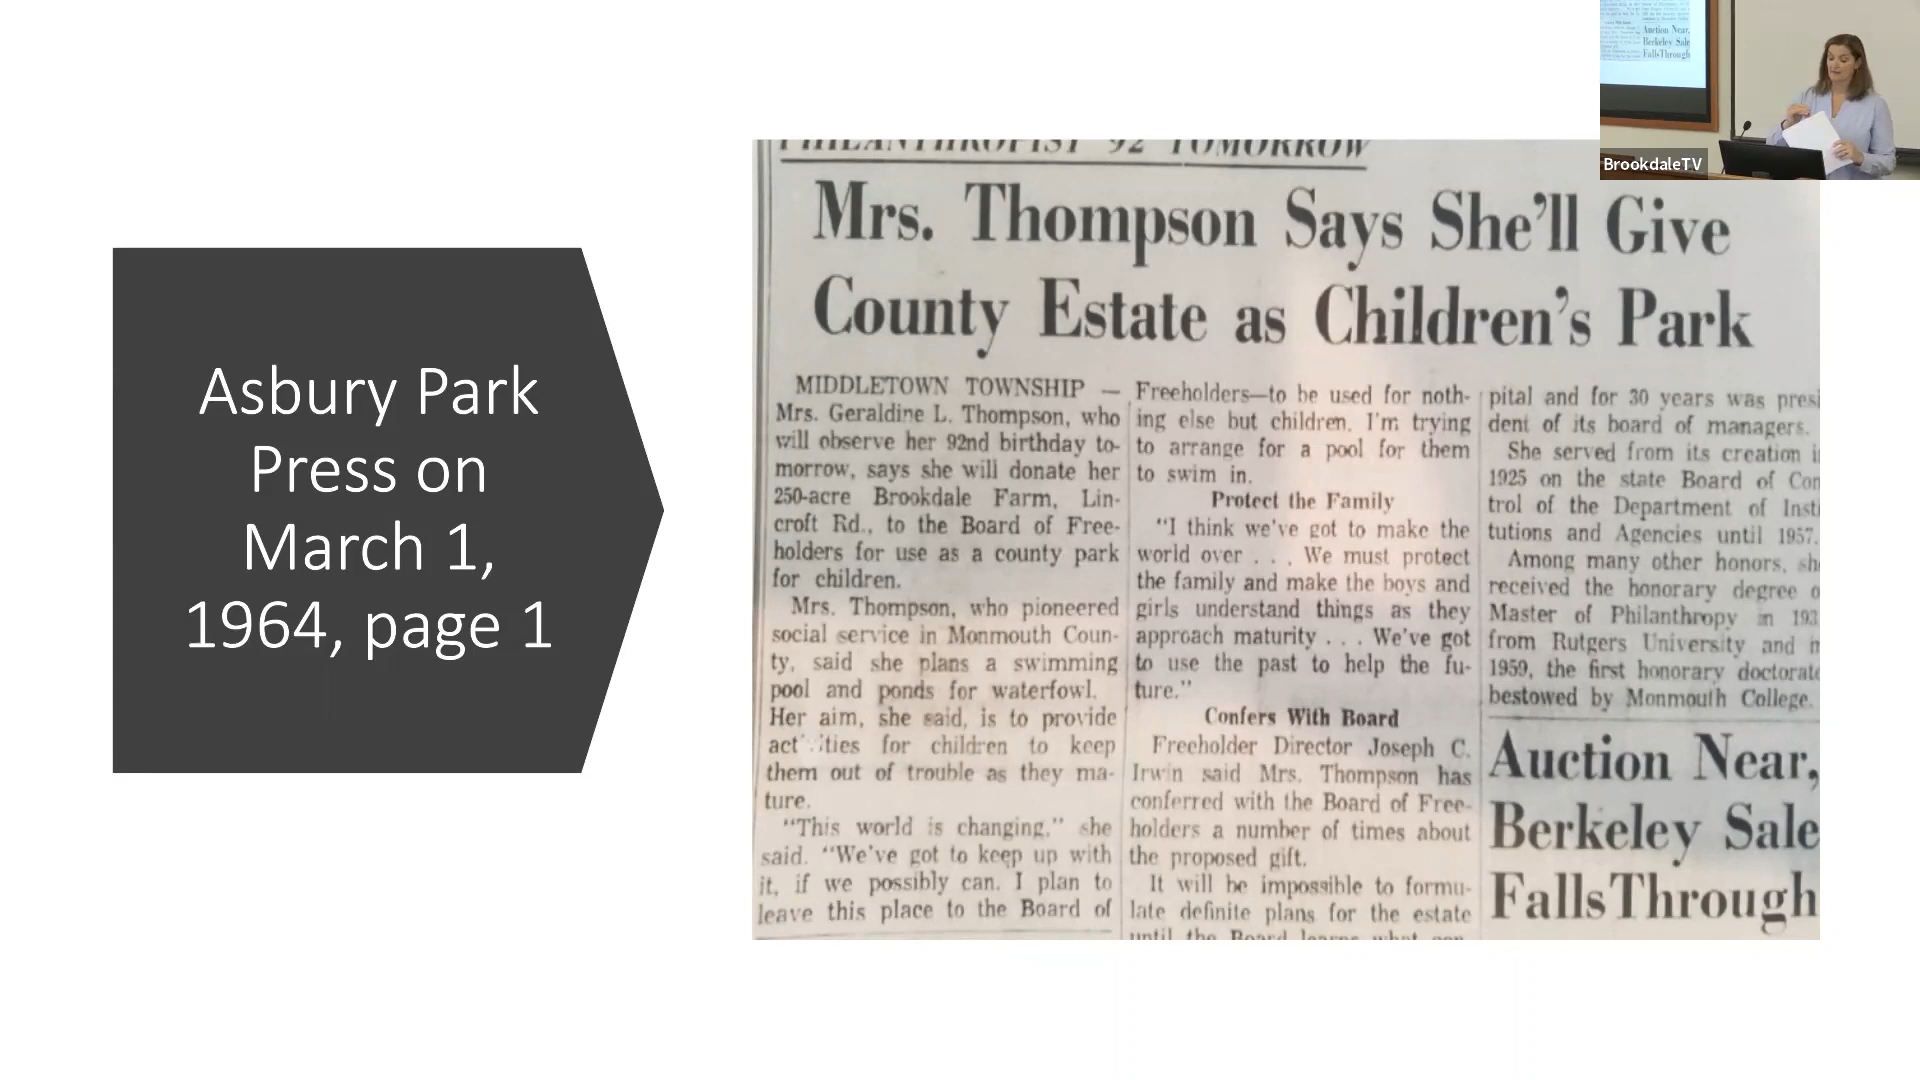 Asbury Park
Press on
March 1,
1964, page 1
PHILANTHROPIST 92 TOMORROW
Mrs. Thompson Says She'll Give
County Estate as Children's Park
MIDDLETOWN TOWNSHIP —
Mrs. Geraldine L. Thompson, who
will observe her 92nd birthday to-
morrow, says she will donate her
250-acre Brookdale Farm, Lin-
croft Rd., to the Board of Free-
holders for use as a county park
for children.
Mrs. Thompson, who pioneered
social service in Monmouth Coun-
ty, said she plans a swimming
pool and ponds for waterfowl.
Her aim, she said, is to provide
activities for children to keep
them out of trouble as they ma-
ture.
"This world is changing," she
said. "We've got to keep up with
it, if we possibly can. I plan to
leave this place to the Board of
Freeholders—to be used for noth-
ing else but children. I'm trying
to arrange for a pool for them
to swim in.
Protect the Family
"I think we've got to make the
world over . . . We must protect
the family and make the boys and
girls understand things as they
approach maturity . . . We've got
to use the past to help the fu-
ture."
Confers With Board
Freeholder Director Joseph C.
Irwin said Mrs. Thompson has
conferred with the Board of Free-
holders a number of times about
the proposed gift.
It will be impossible to formu-
late definite plans for the estate
until the Board learns what
pital and for 30 years was presi
dent of its board of managers.
She served from its creation i
1925 on the state Board of Con
trol of the Department of Insti
tutions and Agencies until 1957.
Among many other honors, sh
received the honorary degree o
Master of Philanthropy in 193
from Rutgers University and i
1959, the first honorary doctorate
bestowed by Monmouth College.
Auction Near,
Berkeley Sale
Falls Through
Auction Near,
Berkeley Sale
Falls Through
BrookdaleTV